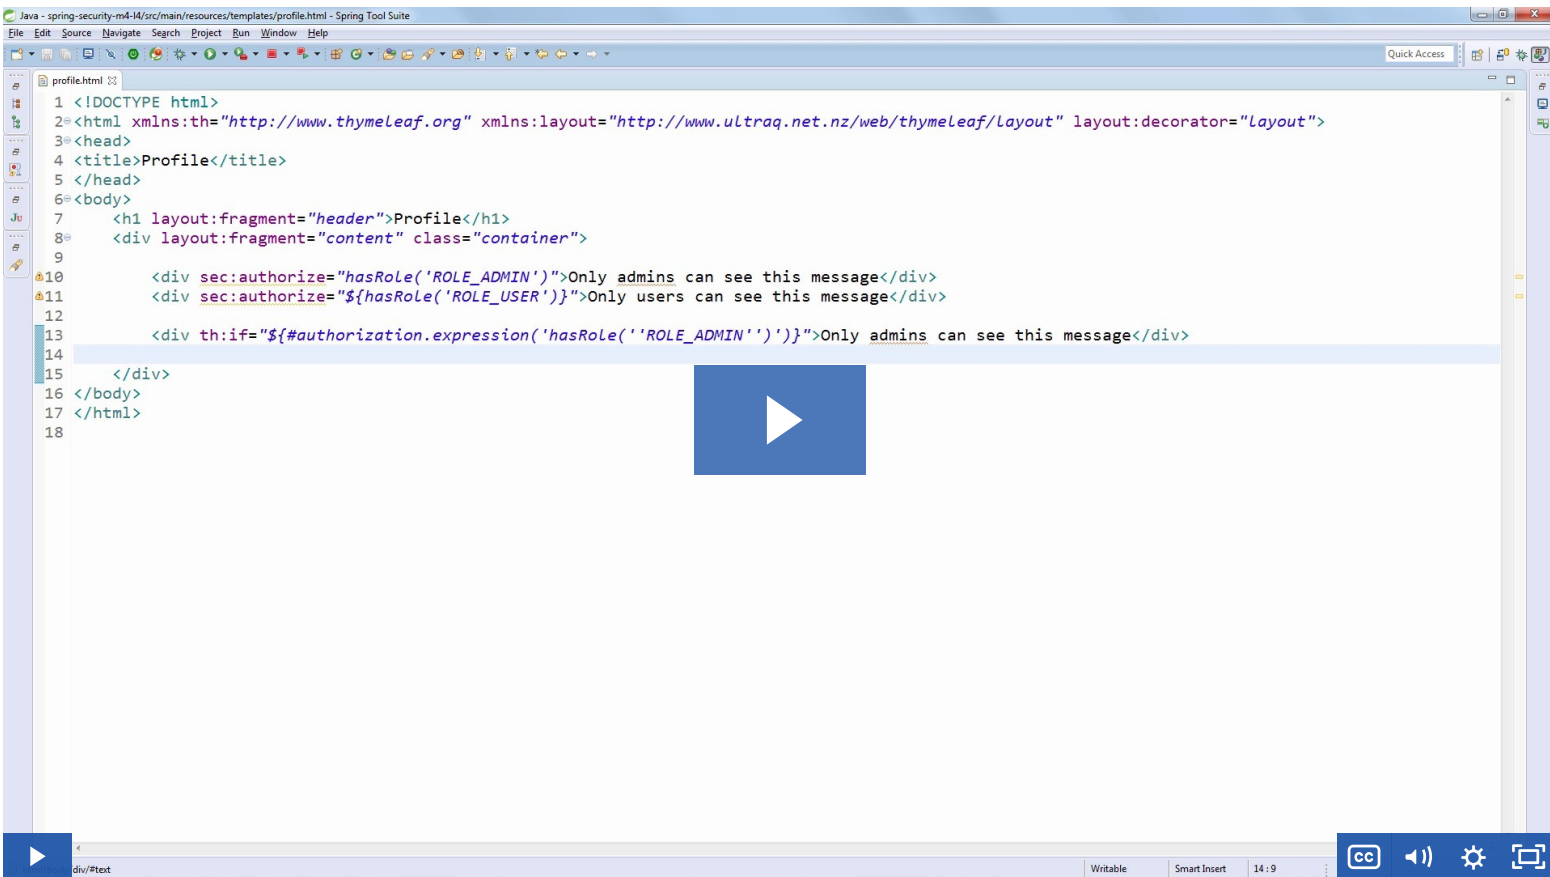 Java - spring-security-m4-l4/src/main/resources/templates/profile.html - Spring Tool Suite
File Edit Source Navigate Search Project Run Window Help
Quick Access
profile.html
1 <!DOCTYPE html>
2 <html xmlns:th="http://www.thymeleaf.org" xmlns:layout="http://www.ultraq.net.nz/web/thymeleaf/layout" layout:decorator="layout">
3 <head>
4 <title>Profile</title>
5 </head>
6 <body>
7 <h1 layout:fragment="header">Profile</h1>
8 <div layout:fragment="content" class="container">
9
10 <div sec:authorize="hasRole('ROLE_ADMIN')">Only admins can see this message</div>
11 <div sec:authorize="${hasRole('ROLE_USER')}">Only users can see this message</div>
12
13 <div th:if="${#authorization.expression('hasRole(''ROLE_ADMIN'')')}">Only admins can see this message</div>
14
15 </div>
16 </body>
17 </html>
18
Ju
CC
/div/#text
Writable
Smart Insert
14 : 9